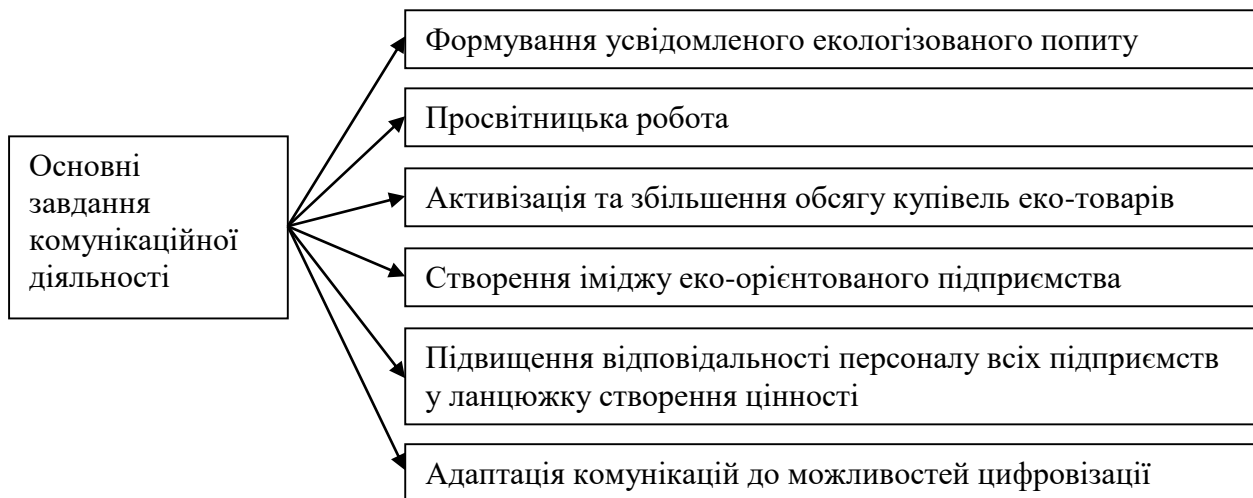 Основні
завдання
комунікаційної
діяльності
Формування усвідомленого екологізованого попиту
Просвітницька робота
Активізація та збільшення обсягу купівель еко-товарів
Створення іміджу еко-орієнтованого підприємства
Підвищення відповідальності персоналу всіх підприємств
у ланцюжку створення цінності
Адаптація комунікацій до можливостей цифровізації